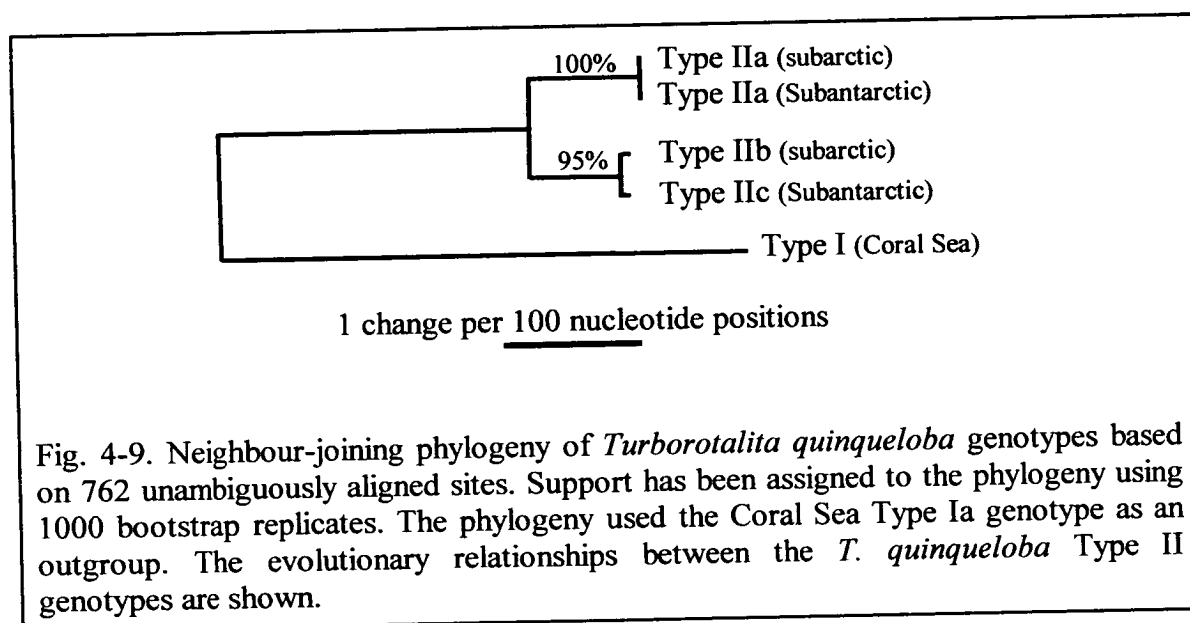 100% Type IIa (subarctic)
Type IIa (Subantarctic)
95% Type IIb (subarctic)
Type IIc (Subantarctic)
Type I (Coral Sea)
1 change per 100 nucleotide positions
Fig. 4-9. Neighbour-joining phylogeny of Turborotalita quinqueloba genotypes based
on 762 unambiguously aligned sites. Support has been assigned to the phylogeny using
1000 bootstrap replicates. The phylogeny used the Coral Sea Type Ia genotype as an
outgroup. The evolutionary relationships between the T. quinqueloba Type II
genotypes are shown.